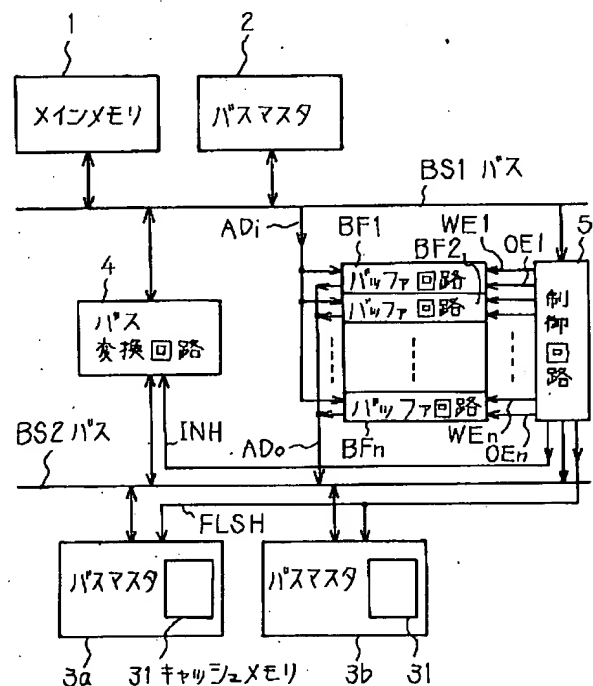 1
2
メインメモリ
バスマスタ
BS1 バス
ADi
BF1
WE1
OE1
5
BF2
4
バッファ回路
バッファ回路
制御回路
バス
変換回路
バッファ回路
BS2 バス
INH
ADo
BFn
WEn
OEn
FLSH
バスマスタ
バスマスタ
3a
31 キャッシュメモリ
3b
31